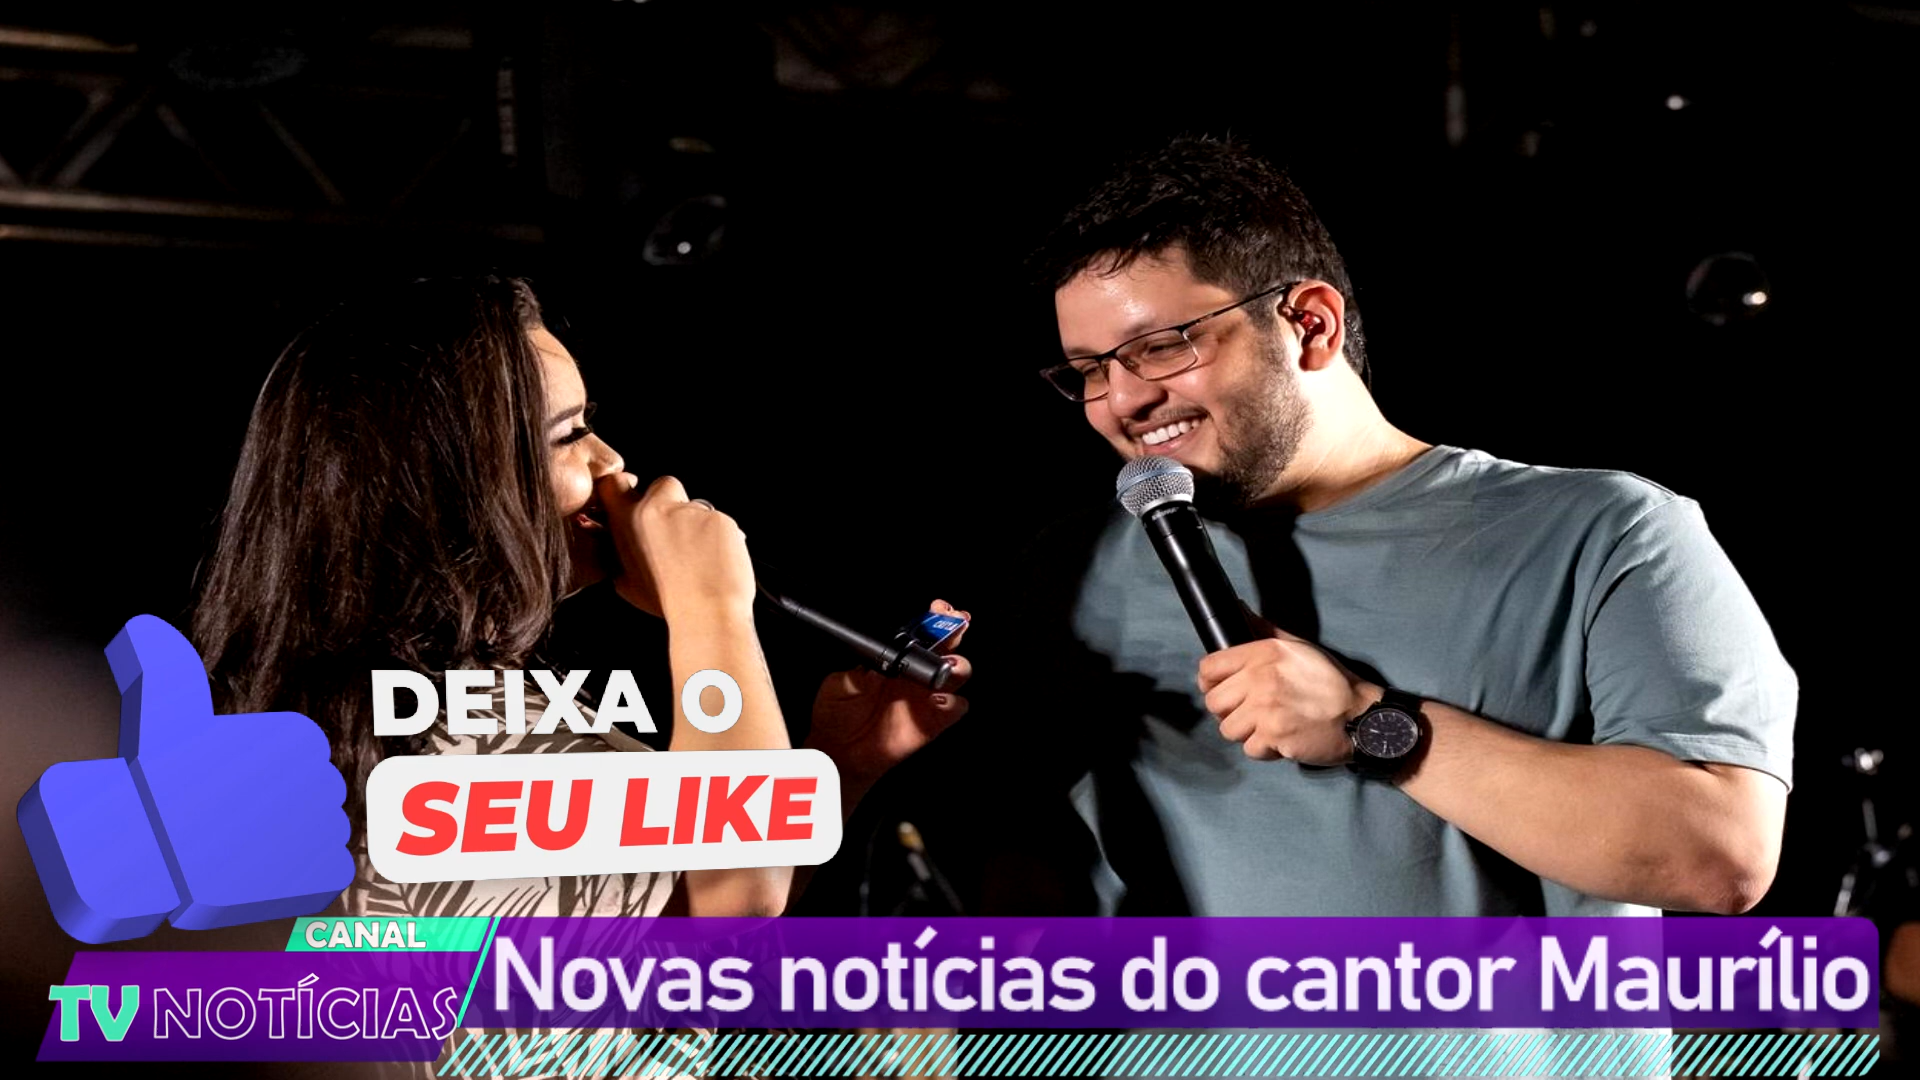 DEIXA O
SEU LIKE
CANAL
TV NOTÍCIAS
Novas notícias do cantor Maurílio